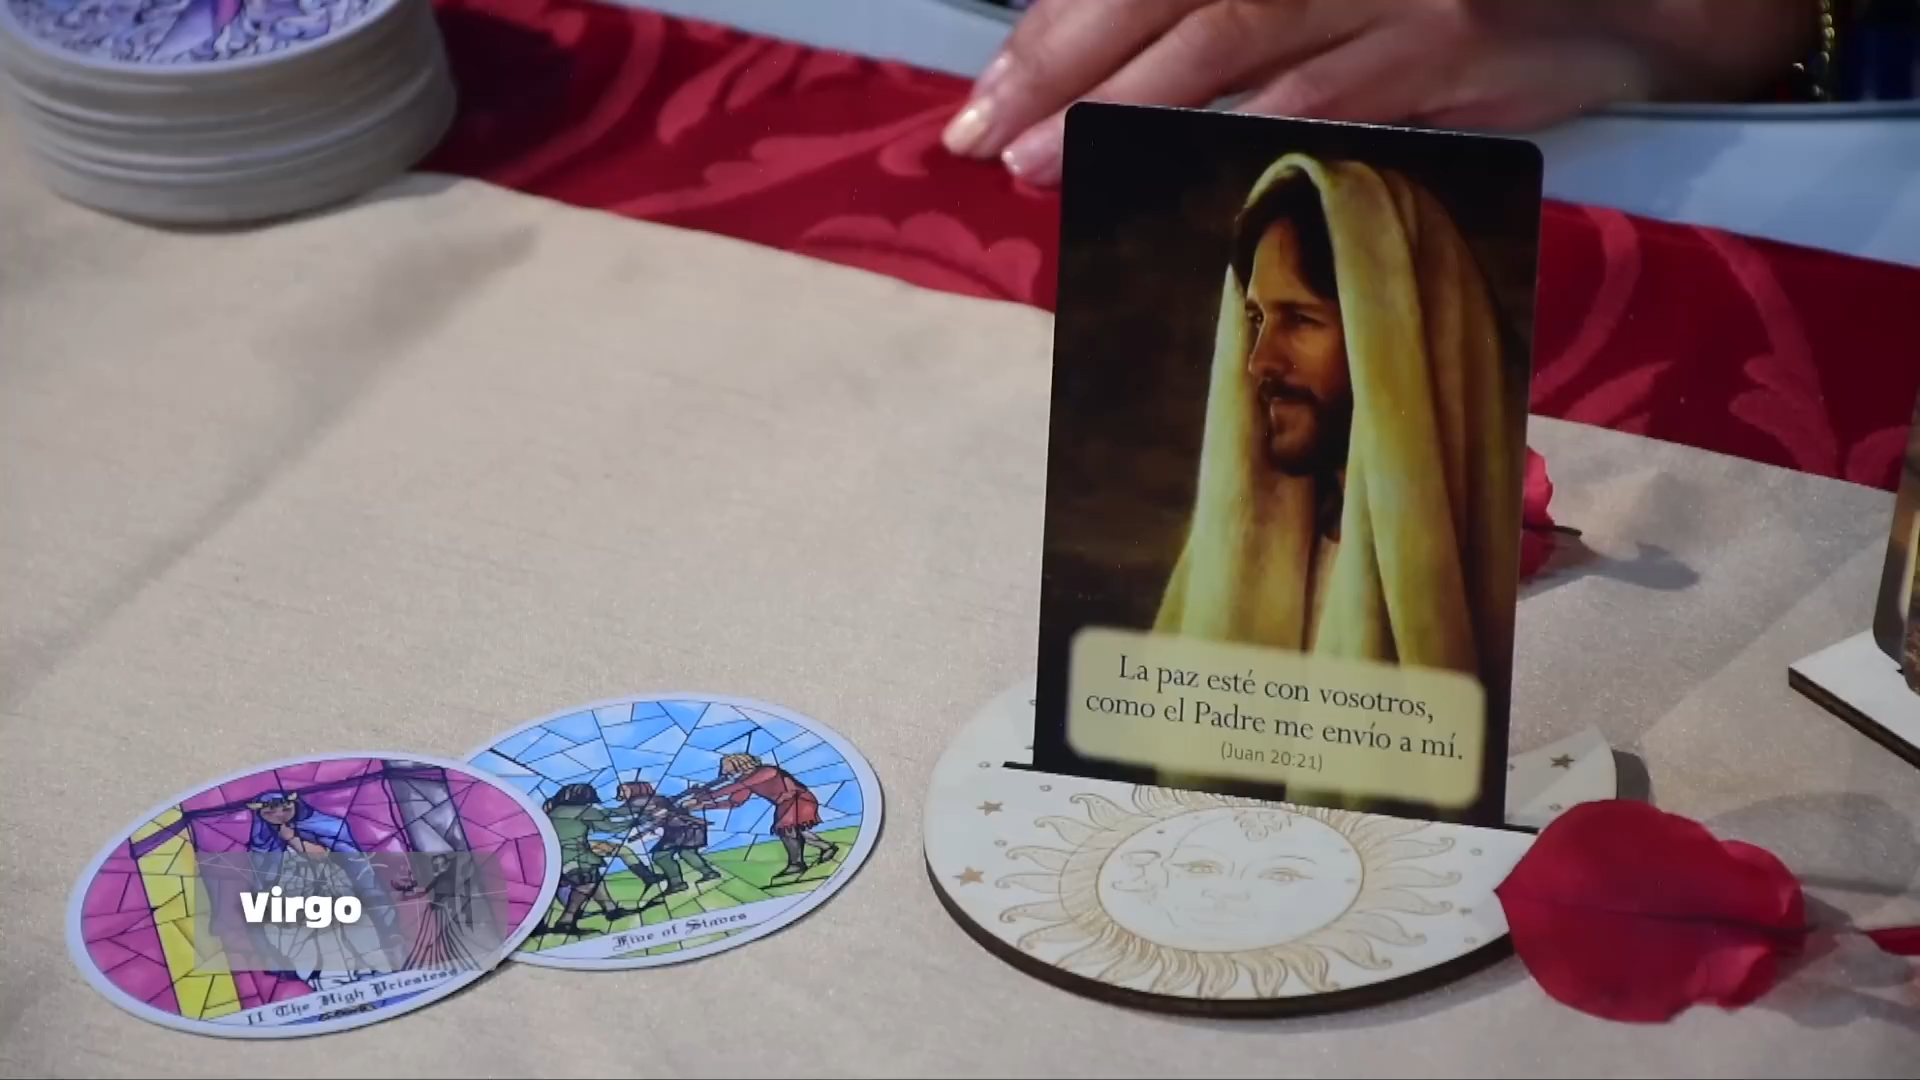 La paz esté con vosotros,
como el Padre me envío a mí.
(Juan 20:21)
Five of Staves
Virgo
II The High Priestess